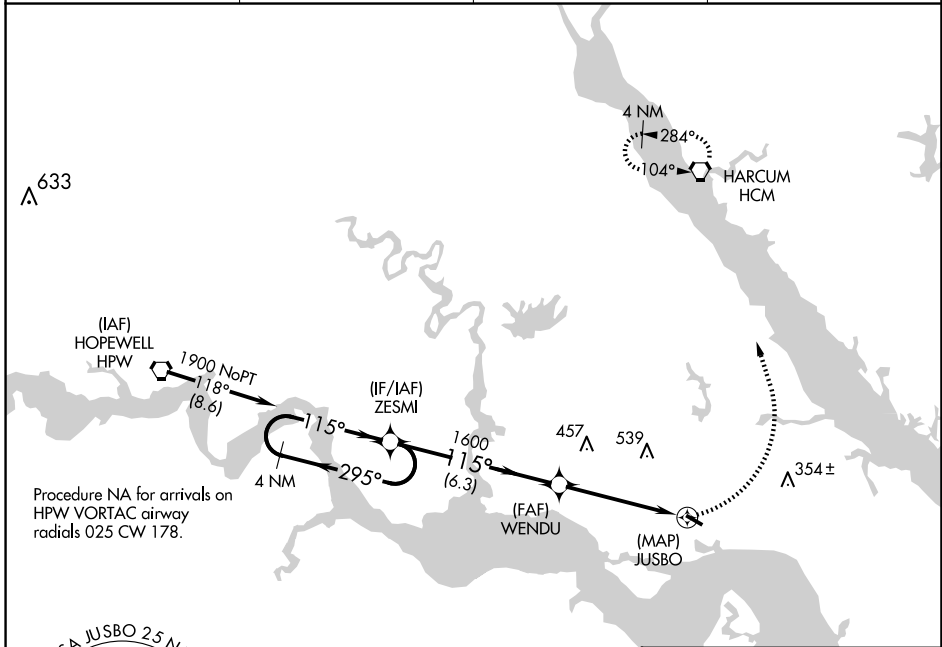 633
4 NM
284°
104°
HARCUM
HCM
(IAF)
HOPEWELL
HPW
1900 NoPT
118°
(8.6)
(IF/IAF)
ZESMI
115°
295°
4 NM
1600
115°
(6.3)
457
539
354±
(FAF)
WENDU
(MAP)
JUSBO
Procedure NA for arrivals on
HPW VORTAC airway
radials 025 CW 178.
JUSBO 25